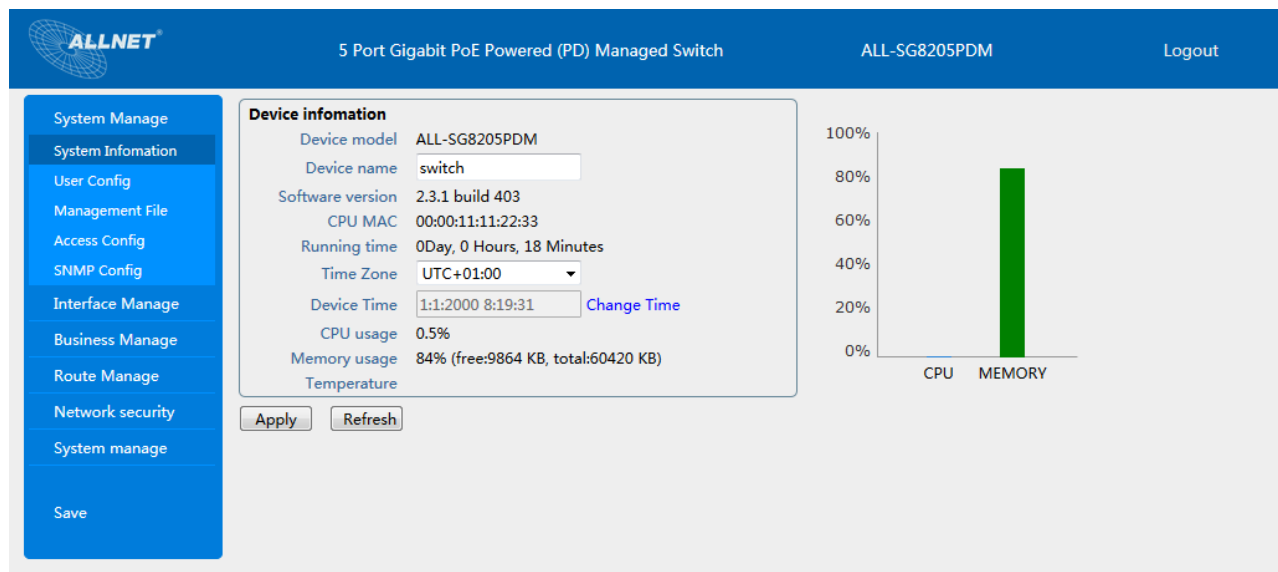 ALLNET®
5 Port Gigabit PoE Powered (PD) Managed Switch
ALL-SG8205PDM
Logout
System Manage
System Infomation
User Config
Management File
Access Config
SNMP Config
Interface Manage
Business Manage
Route Manage
Network security
System manage
Save
Device infomation
Device model ALL-SG8205PDM
Device name switch
Software version 2.3.1 build 403
CPU MAC 00:00:11:11:22:33
Running time 0Day, 0 Hours, 18 Minutes
Time Zone UTC+01:00
Device Time 1:1:2000 8:19:31 Change Time
CPU usage 0.5%
Memory usage 84% (free:9864 KB, total:60420 KB)
Temperature
Apply Refresh
100%
80%
60%
40%
20%
0%
CPU MEMORY